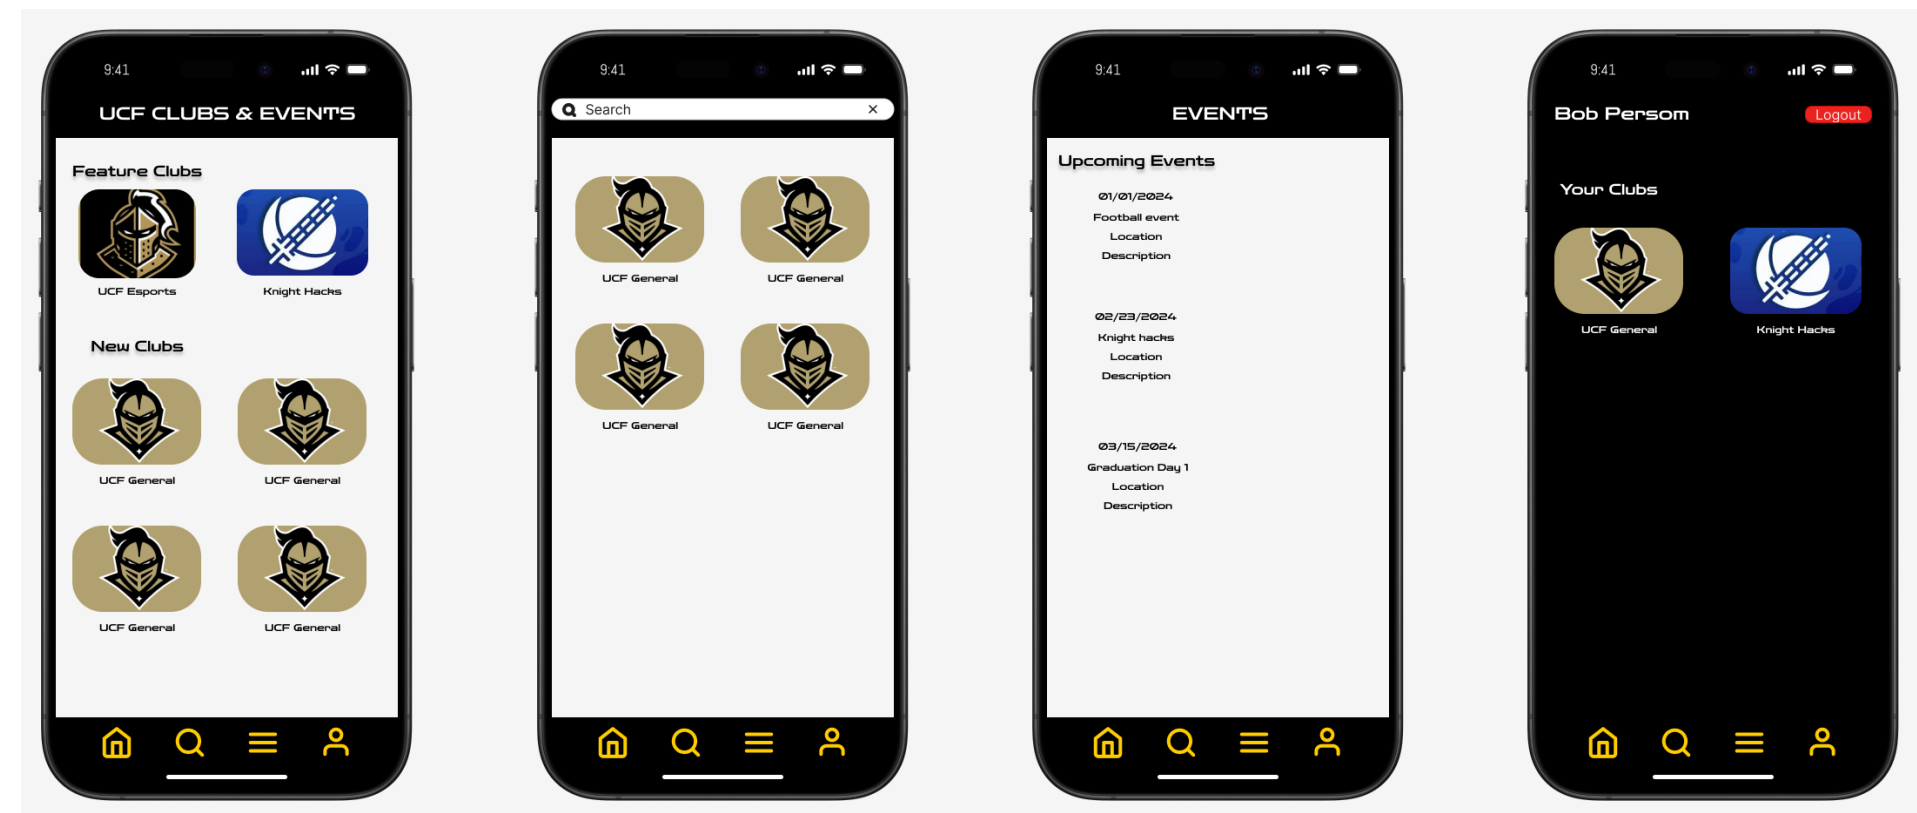 9:41
UCF CLUBS & EVENTS
Feature Clubs
UCF Esports Knight Hacks
New Clubs
UCF General UCF General
UCF General UCF General
9:41
Search ×
UCF General UCF General
UCF General UCF General
9:41
EVENTS
Upcoming Events
01/01/2024
Football event
Location
Description
02/23/2024
Knight hacks
Location
Description
03/15/2024
Graduation Day 1
Location
Description
9:41
Bob Persom Logout
Your Clubs
UCF General Knight Hacks